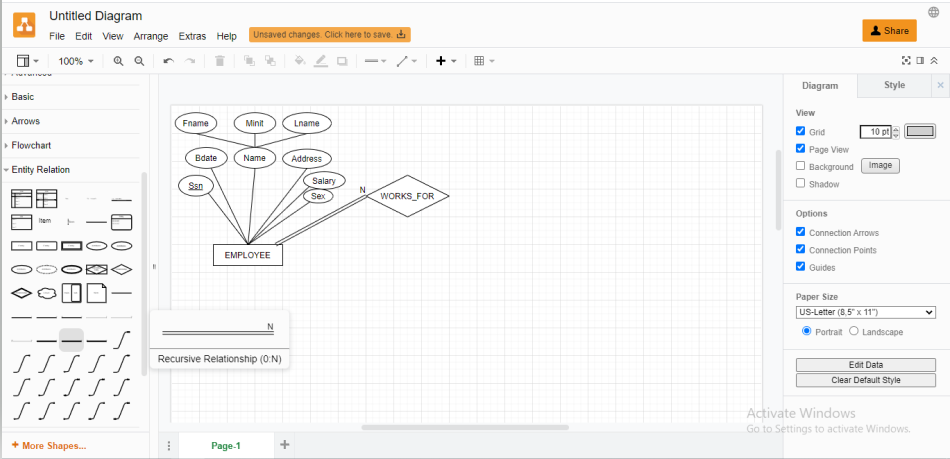 Untitled Diagram
File Edit View Arrange Extras Help
Unsaved changes. Click here to save.
Share
100%
Basic
Arrows
Flowchart
Entity Relation
Item
+ More Shapes...
Fname Minit Lname
Bdate Name Address
Ssn Salary
Sex
N
WORKS_FOR
EMPLOYEE
N
Recursive Relationship (0:N)
Page-1
Diagram Style
View
Grid 10 pt
Page View
Background Image
Shadow
Options
Connection Arrows
Connection Points
Guides
Paper Size
US-Letter (8,5" x 11")
Portrait Landscape
Edit Data
Clear Default Style
Activate Windows
Go to Settings to activate Windows.